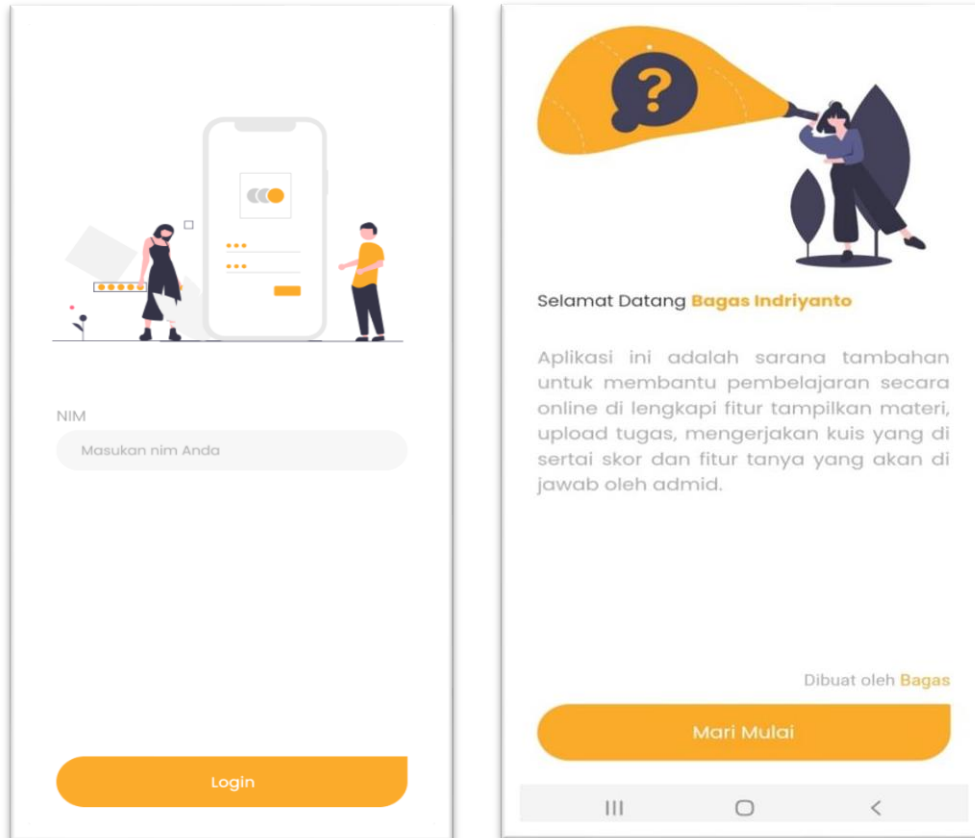 NIM
Masukan nim Anda
Login
?
Selamat Datang Bagas Indriyanto
Aplikasi ini adalah sarana tambahan
untuk membantu pembelajaran secara
online di lengkapi fitur tampilkan materi,
upload tugas, mengerjakan kuis yang di
sertai skor dan fitur tanya yang akan di
jawab oleh admid.
Dibuat oleh Bagas
Mari Mulai